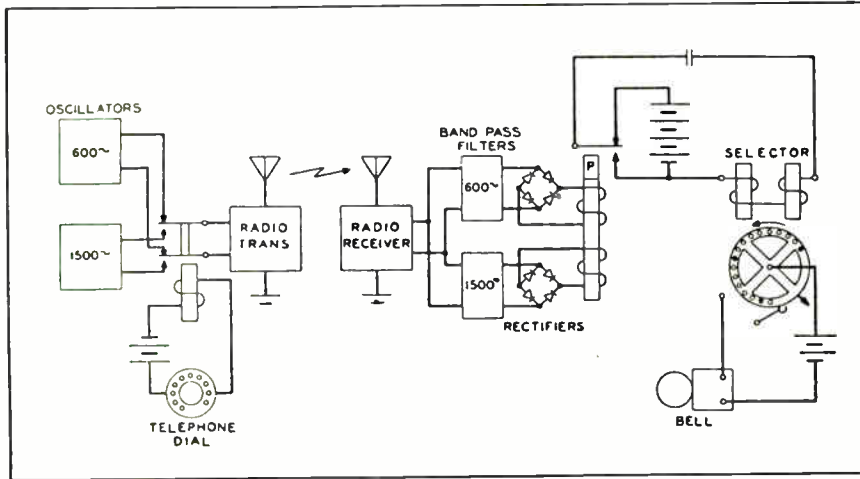 OSCILLATORS
600~
1500~
TELEPHONE
DIAL
RADIO
TRANS
RADIO
RECEIVER
BAND PASS
FILTERS
600~
1500~
RECTIFIERS
P
SELECTOR
BELL